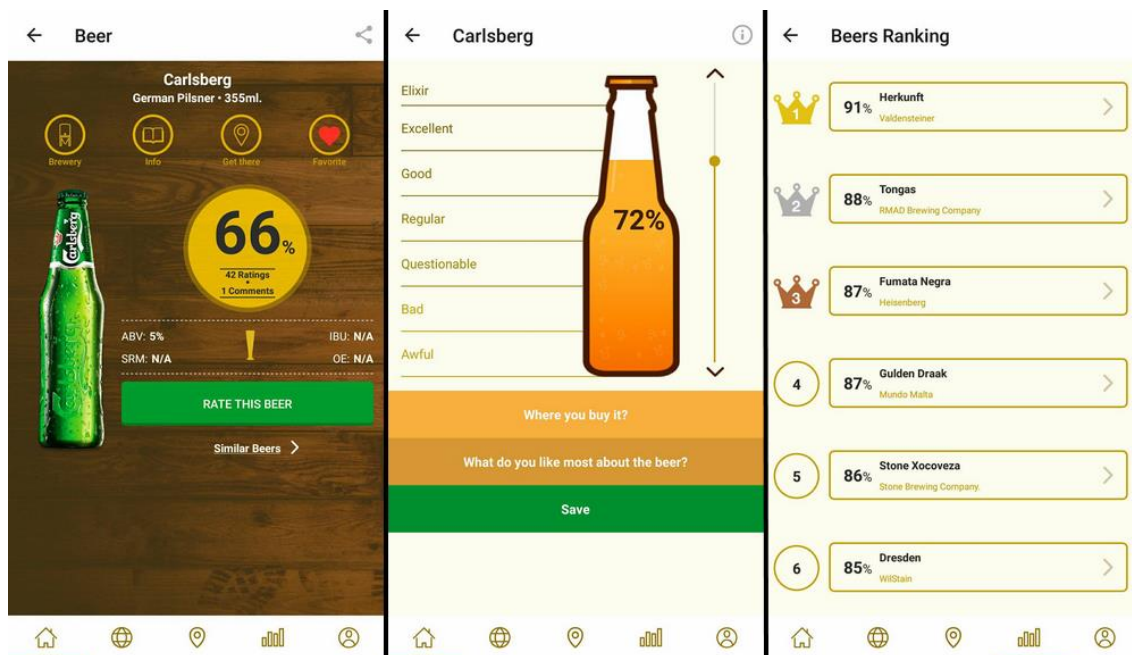 Beer
Carlsberg
German Pilsner • 355ml.
Brewery
Info
Get there
Favorite
Carlsberg
Carlsberg
66%
42 Ratings
1 Comments
ABV: 5%
IBU: N/A
SRM: N/A
OE: N/A
RATE THIS BEER
Similar Beers
Carlsberg
Elixir
Excellent
Good
Regular
Questionable
Bad
Awful
72%
Where you buy it?
What do you like most about the beer?
Save
Beers Ranking
1
91%
Herkunft
Valdensteiner
2
88%
Tongas
RMAD Brewing Company
3
87%
Fumata Negra
Heisenberg
4
87%
Gulden Draak
Mundo Malta
5
86%
Stone Xocoveza
Stone Brewing Company
6
85%
Dresden
WilStain